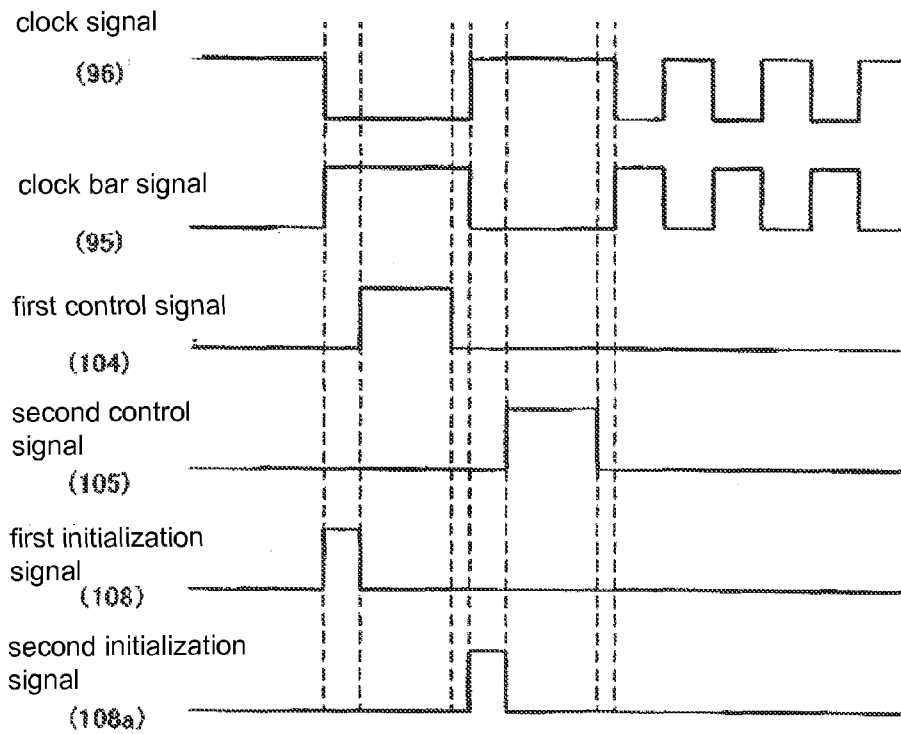 clock signal
(96)
clock bar signal
(95)
first control signal
(104)
second control
signal
(105)
first initialization
signal
(108)
second initialization
signal
(108a)